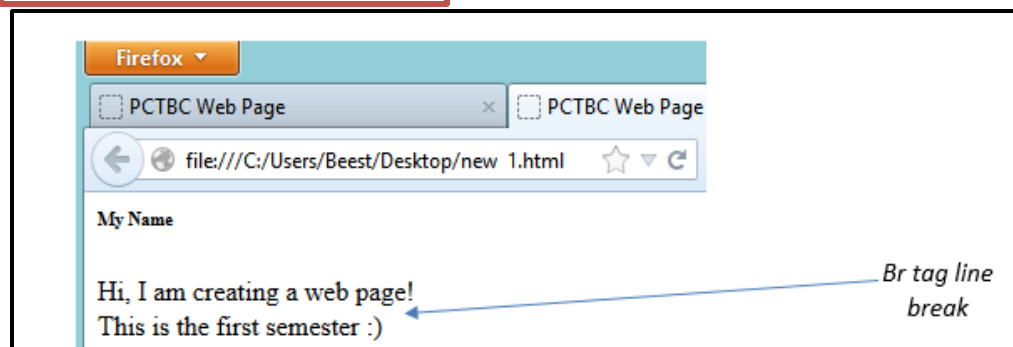 Firefox
PCTBC Web Page
PCTBC Web Page
file:///C:/Users/Beest/Desktop/new 1.html
My Name
Hi, I am creating a web page!
This is the first semester :)
Br tag line
break